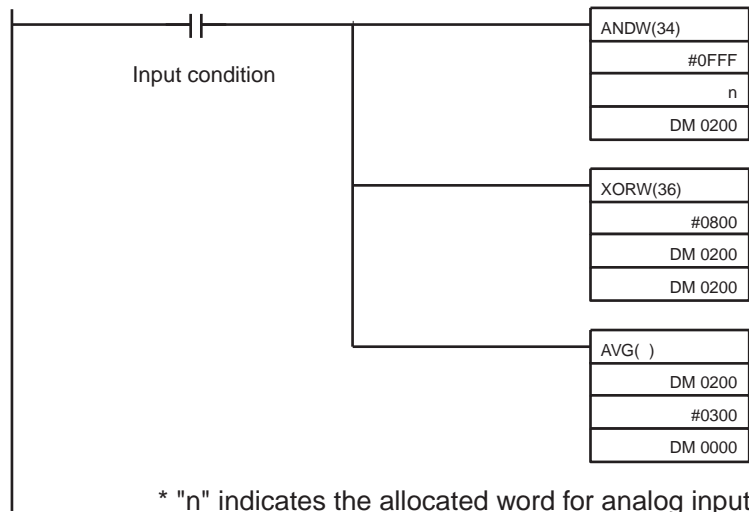 ANDW(34)
#0FFF
Input condition
n
DM 0200
XORW(36)
#0800
DM 0200
DM 0200
AVG( )
DM 0200
#0300
DM 0000
* "n" indicates the allocated word for analog input